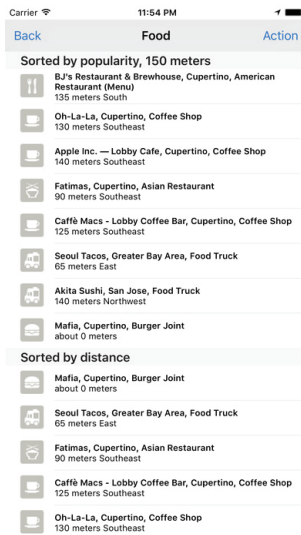 Carrier 11:54 PM
Back Food Action
Sorted by popularity, 150 meters
BJ's Restaurant & Brewhouse, Cupertino, American
Restaurant (Menu)
135 meters South
Oh-La-La, Cupertino, Coffee Shop
130 meters Southeast
Apple Inc. — Lobby Cafe, Cupertino, Coffee Shop
140 meters Southeast
Fatimas, Cupertino, Asian Restaurant
90 meters Southeast
Caffè Macs - Lobby Coffee Bar, Cupertino, Coffee Shop
125 meters Southeast
Seoul Tacos, Greater Bay Area, Food Truck
65 meters East
Akita Sushi, San Jose, Food Truck
140 meters Northwest
Mafia, Cupertino, Burger Joint
about 0 meters
Sorted by distance
Mafia, Cupertino, Burger Joint
about 0 meters
Seoul Tacos, Greater Bay Area, Food Truck
65 meters East
Fatimas, Cupertino, Asian Restaurant
90 meters Southeast
Caffè Macs - Lobby Coffee Bar, Cupertino, Coffee Shop
125 meters Southeast
Oh-La-La, Cupertino, Coffee Shop
130 meters Southeast